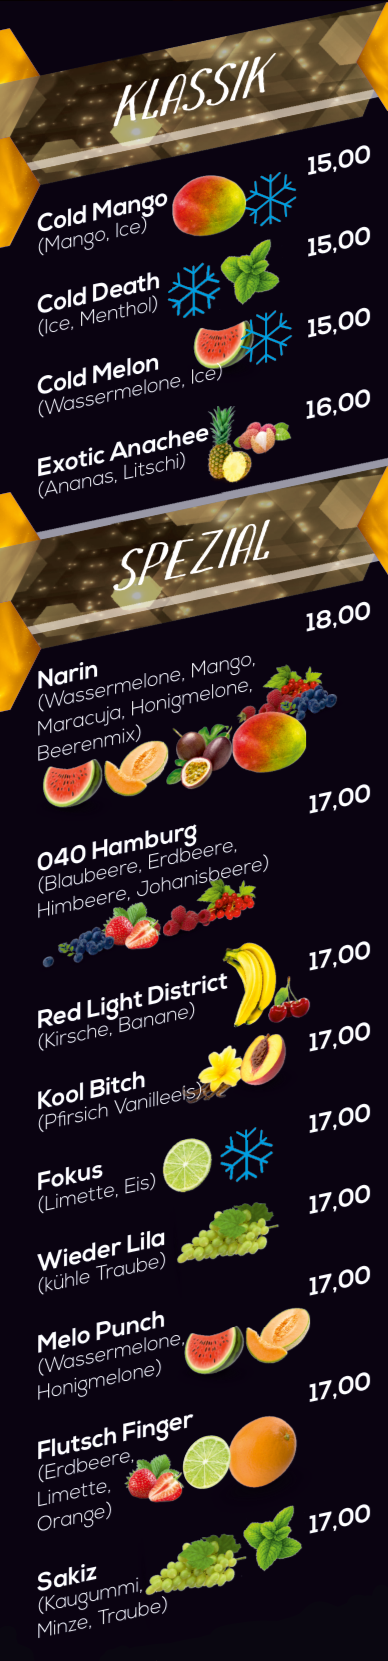 KLASSIK
15,00
Cold Mango
(Mango, Ice)
15,00
Cold Death
(Ice, Menthol)
15,00
Cold Melon
(Wassermelone, Ice)
16,00
Exotic Anachee
(Ananas, Litschi)
SPEZIAL
18,00
Narin
(Wassermelone, Mango,
Maracuja, Honigmelone,
Beerenmix)
17,00
040 Hamburg
(Blaubeere, Erdbeere,
Himbeere, Johanisbeere)
17,00
Red Light District
(Kirsche, Banane)
17,00
Kool Bitch
(Pfirsich Vanilleeis)
17,00
Fokus
(Limette, Eis)
17,00
Wieder Lila
(kühle Traube)
17,00
Melo Punch
(Wassermelone,
Honigmelone)
17,00
Flutsch Finger
(Erdbeere,
Limette,
Orange)
17,00
Sakiz
(Kaugummi,
Minze, Traube)